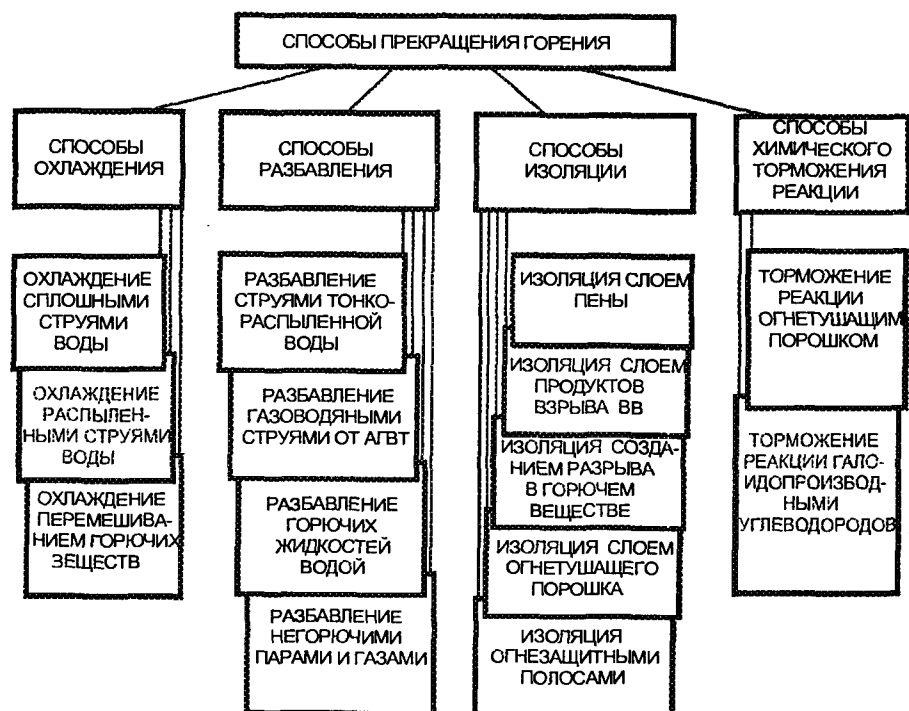 СПОСОБЫ ПРЕКРАЩЕНИЯ ГОРЕНИЯ
СПОСОБЫ
ОХЛАЖДЕНИЯ
СПОСОБЫ
РАЗБАВЛЕНИЯ
СПОСОБЫ
ИЗОЛЯЦИИ
СПОСОБЫ
ХИМИЧЕСКОГО
ТОРМОЖЕНИЯ
РЕАКЦИИ
ОХЛАЖДЕНИЕ
СПЛОШНЫМИ
СТРУЯМИ
ВОДЫ
ОХЛАЖДЕНИЕ
РАСПЫЛЕН-
НЫМИ СТРУЯМИ
ВОДЫ
ОХЛАЖДЕНИЕ
ПЕРЕМЕШИВА-
НИЕМ ГОРЮЧИХ
ЗЕЩЕСТВ
РАЗБАВЛЕНИЕ
СТРУЯМИ ТОНКО-
РАСПЫЛЕННОЙ
ВОДЫ
РАЗБАВЛЕНИЕ
ГАЗОВОДЯНЫМИ
СТРУЯМИ ОТ АГВТ
РАЗБАВЛЕНИЕ
ГОРЮЧИХ
ЖИДКОСТЕЙ
ВОДОЙ
РАЗБАВЛЕНИЕ
НЕГОРЮЧИМИ
ПАРАМИ И ГАЗАМИ
ИЗОЛЯЦИЯ СЛОЕМ
ПЕНЫ
ИЗОЛЯЦИЯ СЛОЕМ
ПРОДУКТОВ
ВЗРЫВА ВВ
ИЗОЛЯЦИЯ СОЗДА-
НИЕМ РАЗРЫВА
В ГОРЮЧЕМ
ВЕЩЕСТВЕ
ИЗОЛЯЦИЯ СЛОЕМ
ОГНЕТУШАЩЕГО
ПОРОШКА
ИЗОЛЯЦИЯ
ОГНЕЗАЩИТНЫМИ
ПОЛОСАМИ
ТОРМОЖЕНИЕ
РЕАКЦИИ
ОГНЕТУШАЩИМ
ПОРОШКОМ
ТОРМОЖЕНИЕ
РЕАКЦИИ ГАЛО-
ИДОПРОИЗВОД-
НЫМИ
УГЛЕВОДОРОДОВ